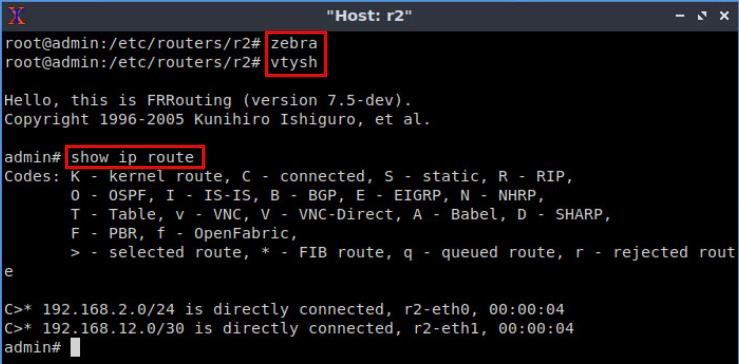 "Host: r2"
root@admin:/etc/routers/r2# zebra
root@admin:/etc/routers/r2# vtysh
Hello, this is FRRouting (version 7.5-dev).
Copyright 1996-2005 Kunihiro Ishiguro, et al.
admin# show ip route
Codes: K - kernel route, C - connected, S - static, R - RIP,
O - OSPF, I - IS-IS, B - BGP, E - EIGRP, N - NHRP,
T - Table, v - VNC, V - VNC-Direct, A - Babel, D - SHARP,
F - PBR, f - OpenFabric,
> - selected route, * - FIB route, q - queued route, r - rejected rout
e
C>* 192.168.2.0/24 is directly connected, r2-eth0, 00:00:04
C>* 192.168.12.0/30 is directly connected, r2-eth1, 00:00:04
admin#